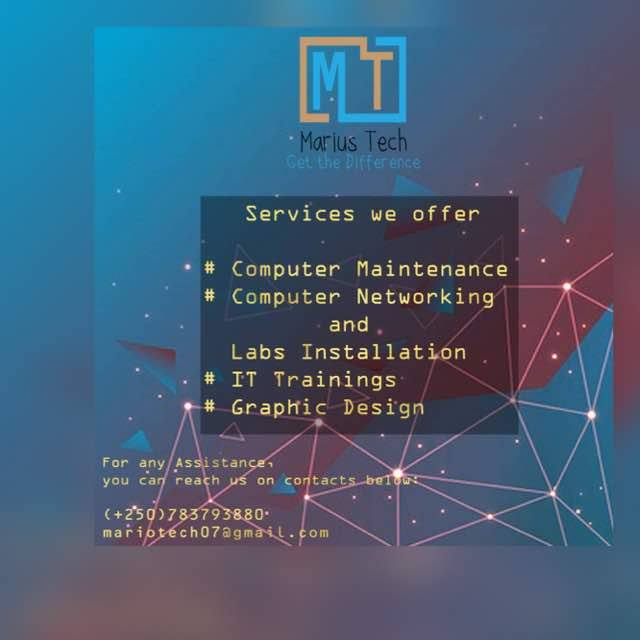 MT
Marius Tech
Get the Difference
Services we offer
# Computer Maintenance
# Computer Networking
and
Labs Installation
# IT Trainings
# Graphic Design
For any Assistance,
you can reach us on contacts below:
(+250)783793880
mariotech07@gmail.com